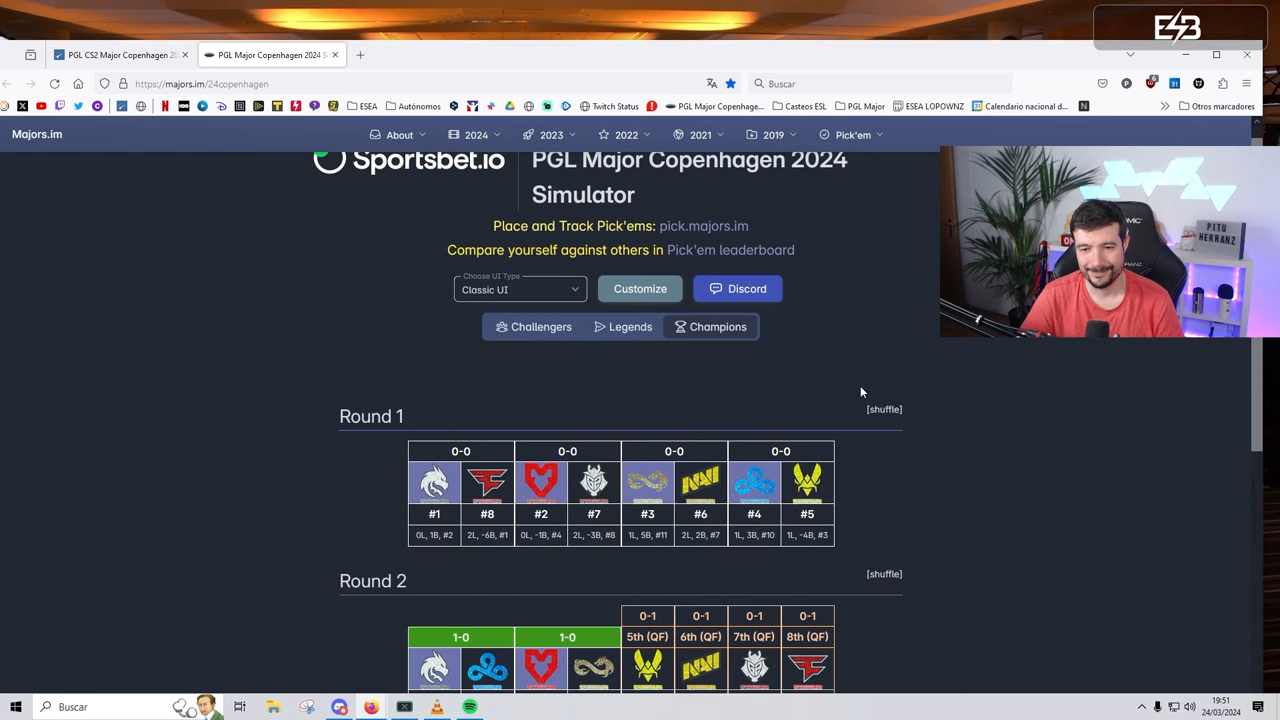 ESB
PGL CS2 Major Copenhagen 20
PGL Major Copenhagen 2024 S
https://majors.im/24copenhagen
Buscar
ESEA
Autónomos
Twitch Status
PGL Major Copenhage...
Casteos ESL
PGL Major
ESEA LEOPOWNZ
Calendario nacional d...
Otros marcadores
Majors.im
About
2024
2023
2022
2021
2019
Pick'em
Sportsbet.io
PGL Major Copenhagen 2024
Simulator
Place and Track Pick'ems: pick.majors.im
Compare yourself against others in Pick'em leaderboard
Choose UI Type
Classic UI
Customize
Discord
Challengers
Legends
Champions
PITU
HERRANZ
Round 1
[shuffle]
0-0 0-0 0-0 0-0
#1 #8 #2 #7 #3 #6 #4 #5
0L, 1B, #2 2L, -6B, #1 0L, -1B, #4 2L, -3B, #8 1L, 5B, #11 2L, 2B, #7 1L, 3B, #10 1L, -4B, #3
Round 2
[shuffle]
0-1 0-1 0-1 0-1
1-0 1-0 5th (QF) 6th (QF) 7th (QF) 8th (QF)
Buscar
19:51
24/03/2024